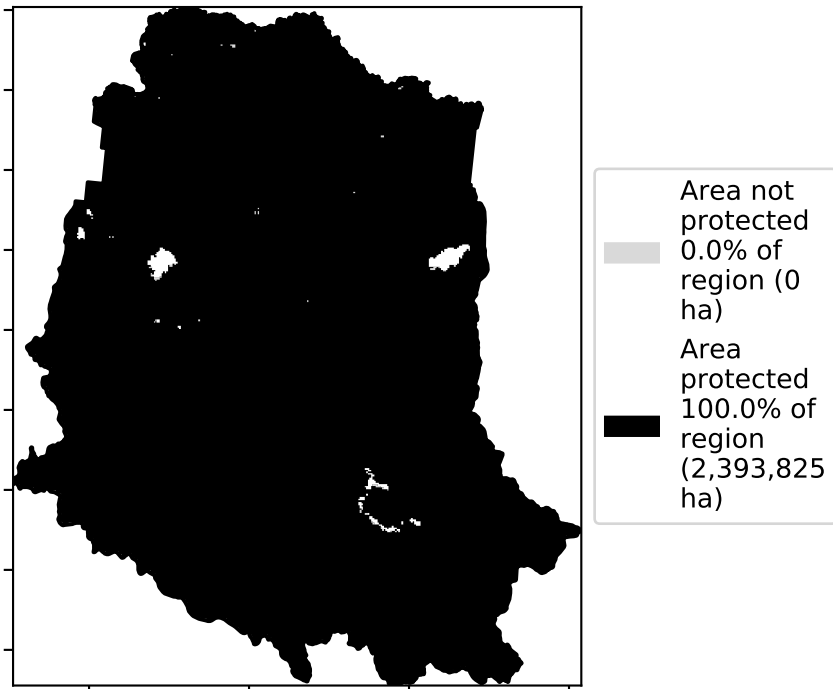 Area not
protected
0.0% of
region (0
ha)
Area
protected
100.0% of
region
(2,393,825
ha)